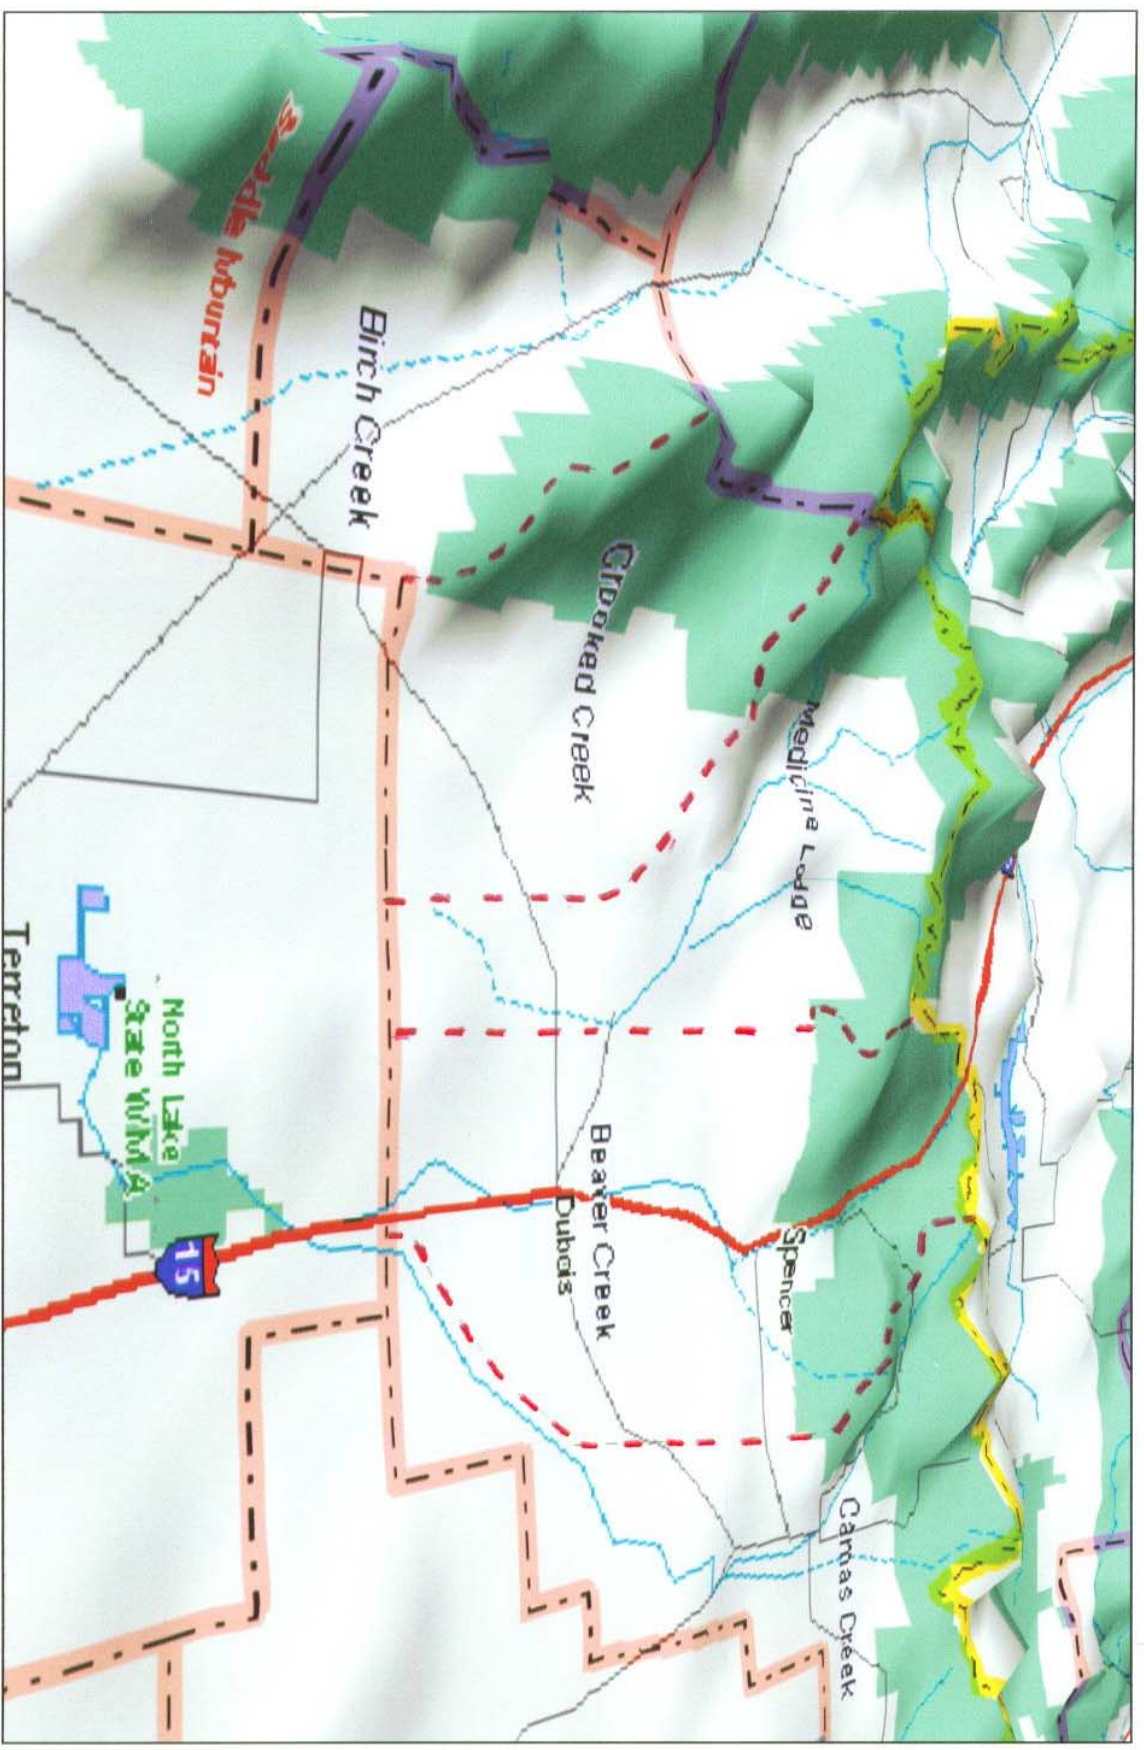 Saddle Mountain
Birch Creek
Crooked Creek
Medicine Lodge
Beaver Creek
Dubois
Spencer
Camas Creek
North Lake
State WMA
Terreton
15